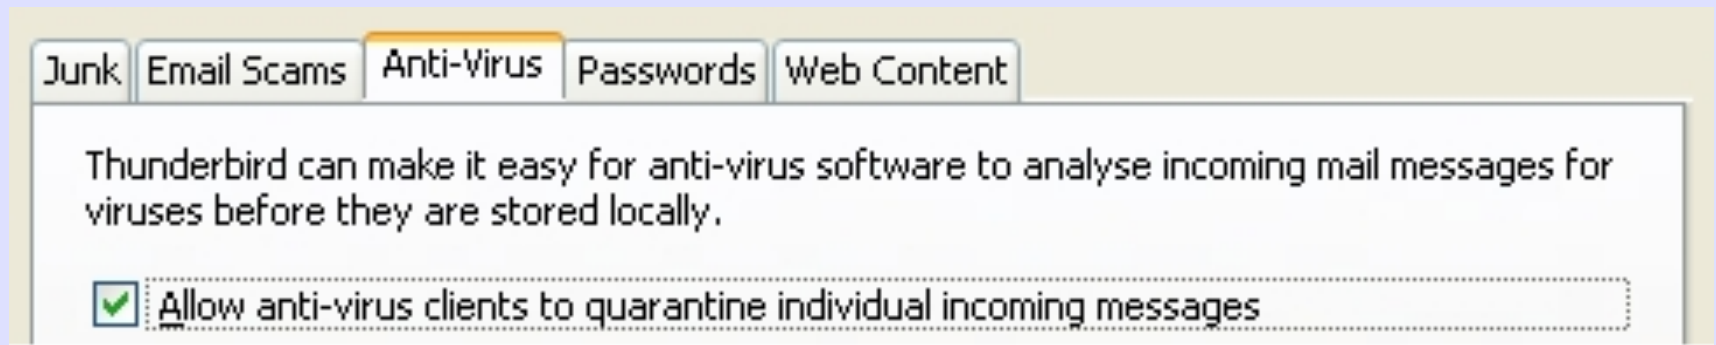 Junk Email Scams Anti-Virus Passwords Web Content
Thunderbird can make it easy for anti-virus software to analyse incoming mail messages for
viruses before they are stored locally.
Allow anti-virus clients to quarantine individual incoming messages